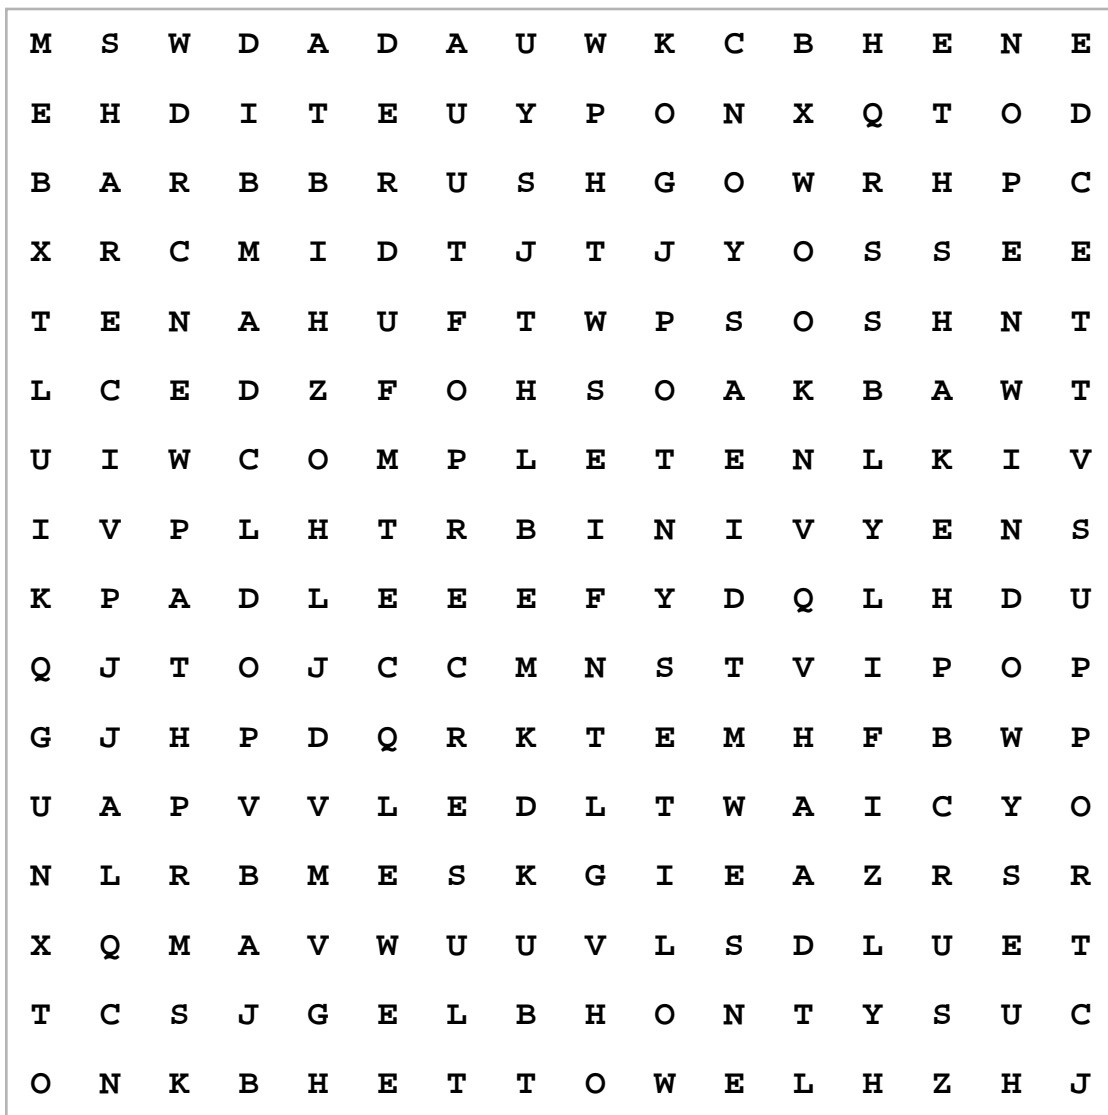 M S W D A D A U W K C B H E N E
E H D I T E U Y P O N X Q T O D
B A R B B R U S H G O W R H P C
X R C M I D T J T J Y O S S E E
T E N A H U F T W P S O S H N T
L C E D Z F O H S O A K B A W T
U I W C O M P L E T E N L K I V
I V P L H T R B I N I V Y E N S
K P A D L E E E F Y D Q L H D U
Q J T O J C C M N S T V I P O P
G J H P D Q R K T E M H F B W P
U A P V V L E D L T W A I C Y O
N L R B M E S K G I E A Z R S R
X Q M A V W U U V L S D L U E T
T C S J G E L B H O N T Y S U C
O N K B H E T T O W E L H Z H J